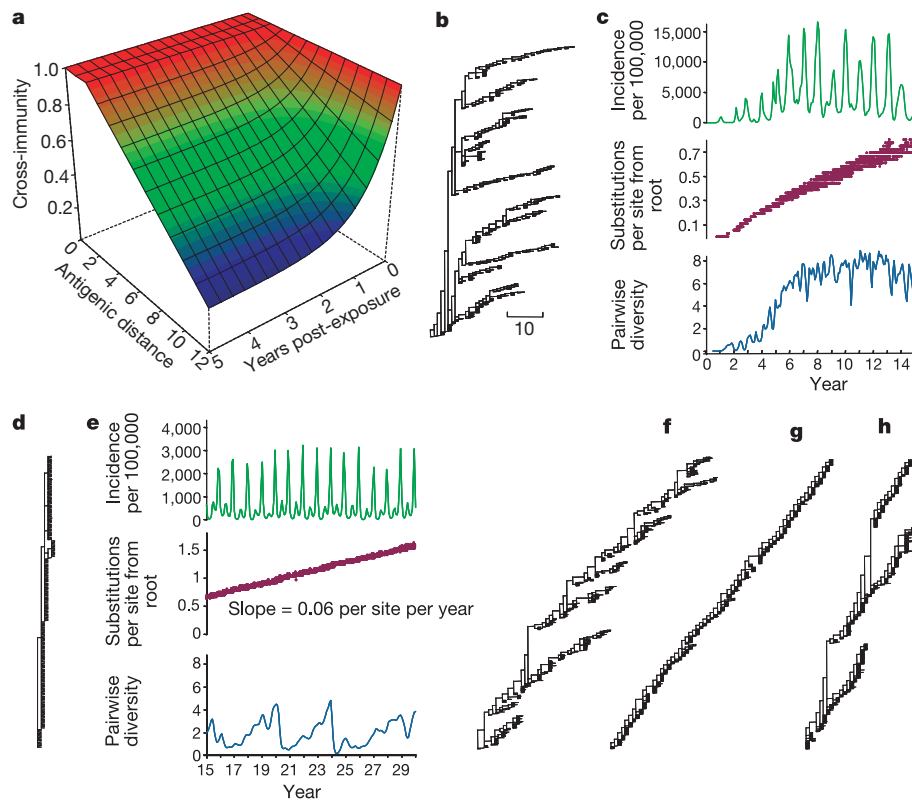 a
Cross-immunity
1.0
0.8
0.6
0.4
0.2
0
2
4
6
8
10
12
Antigenic distance
5
4
3
2
1
0
Years post-exposure
b
10
c
Incidence
per 100,000
15,000
10,000
5,000
0
Substitutions
per site from
root
0.7
0.5
0.3
0.1
Pairwise
diversity
8
6
4
2
0
0 2 4 6 8 10 12 14
Year
d
e
Incidence
per 100,000
4,000
3,000
2,000
1,000
0
Substitutions
per site from
root
1.5
1
0.5
0
Slope = 0.06 per site per year
Pairwise
diversity
8
6
4
2
0
15 17 19 21 23 25 27 29
Year
f
g
h